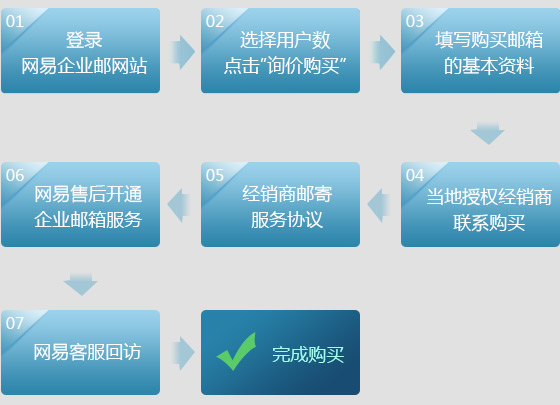 01
登录
网易企业邮网站
02
选择用户数
点击"询价购买"
03
填写购买邮箱
的基本资料
04
当地授权经销商
联系购买
05
经销商邮寄
服务协议
06
网易售后开通
企业邮箱服务
07
网易客服回访
完成购买